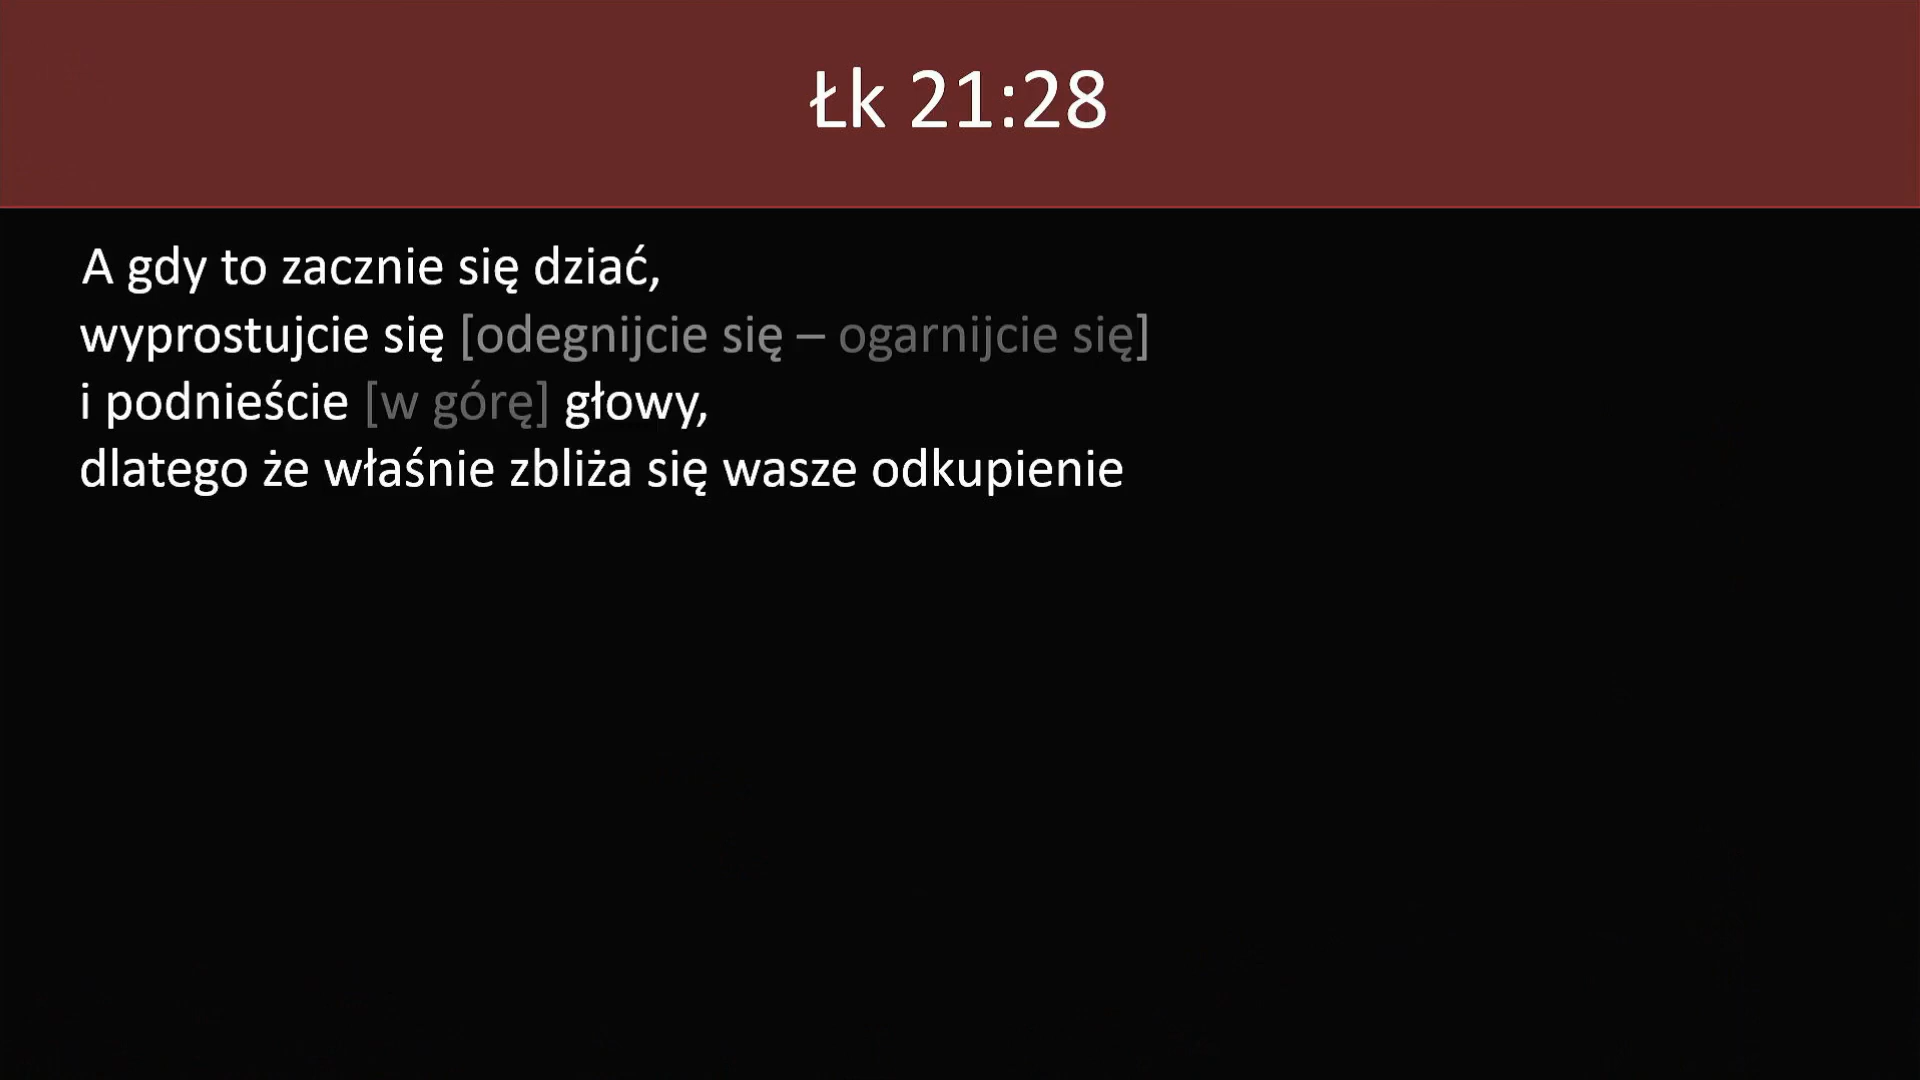 Łk 21:28
A gdy to zacznie się dziać,
wyprostujcie się [odegnijcie się – ogarnijcie się]
i podnieście [w górę] głowy,
dlatego że właśnie zbliża się wasze odkupienie